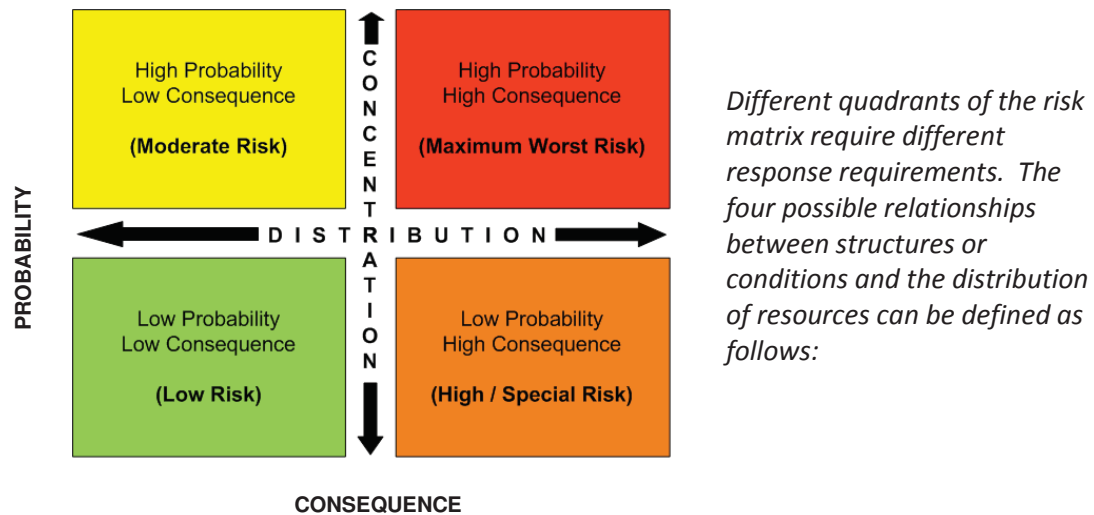 PROBABILITY
High Probability
Low Consequence
(Moderate Risk)
CONCENTRATION
High Probability
High Consequence
(Maximum Worst Risk)
DISTRIBUTION
Low Probability
Low Consequence
(Low Risk)
Low Probability
High Consequence
(High / Special Risk)
CONSEQUENCE
Different quadrants of the risk
matrix require different
response requirements.  The
four possible relationships
between structures or
conditions and the distribution
of resources can be defined as
follows: